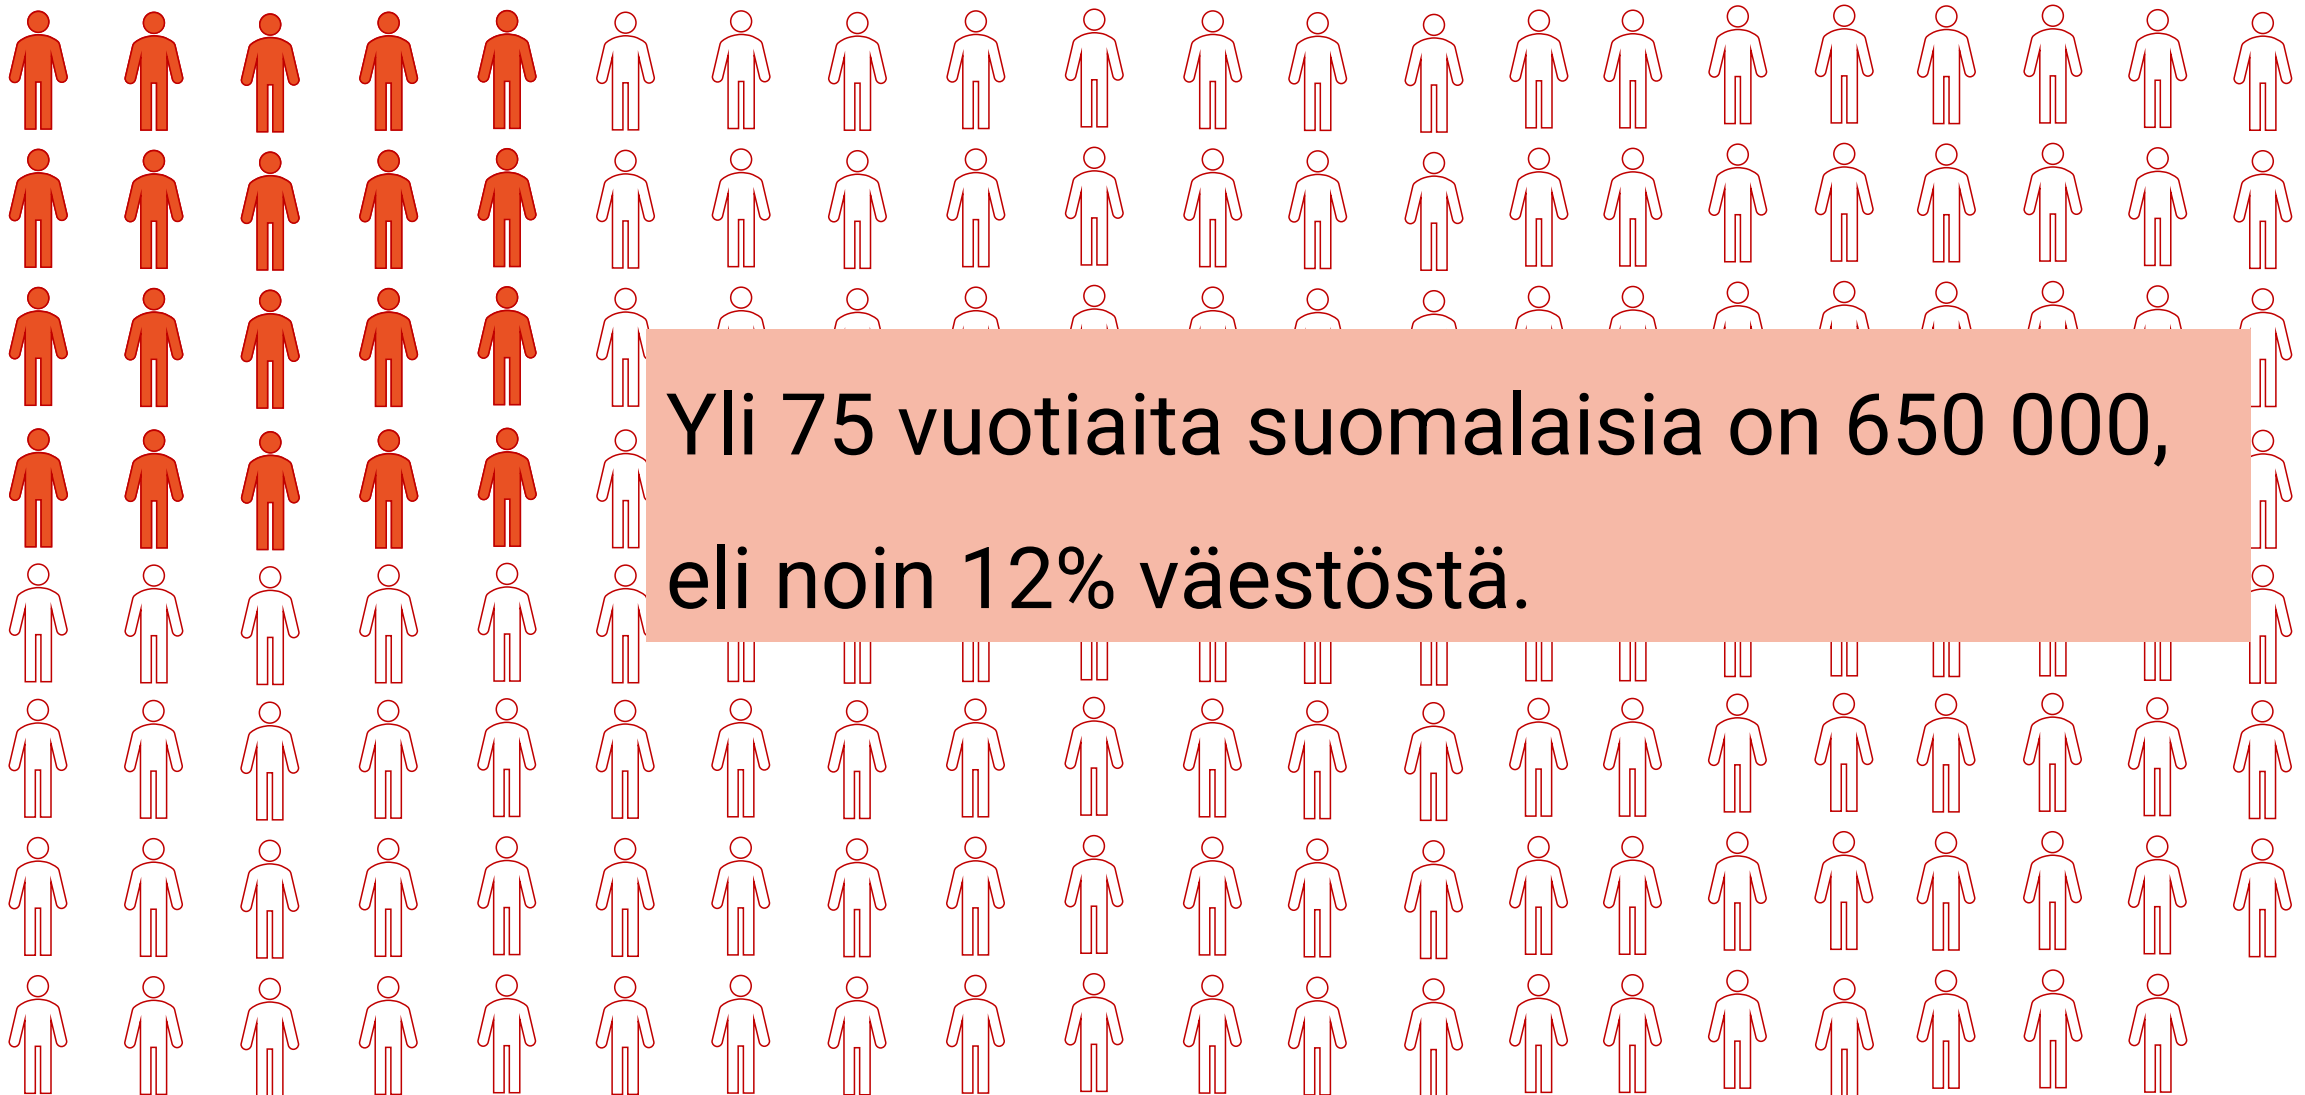 Yli 75 vuotiaita suomalaisia on 650 000,
eli noin 12% väestöstä.